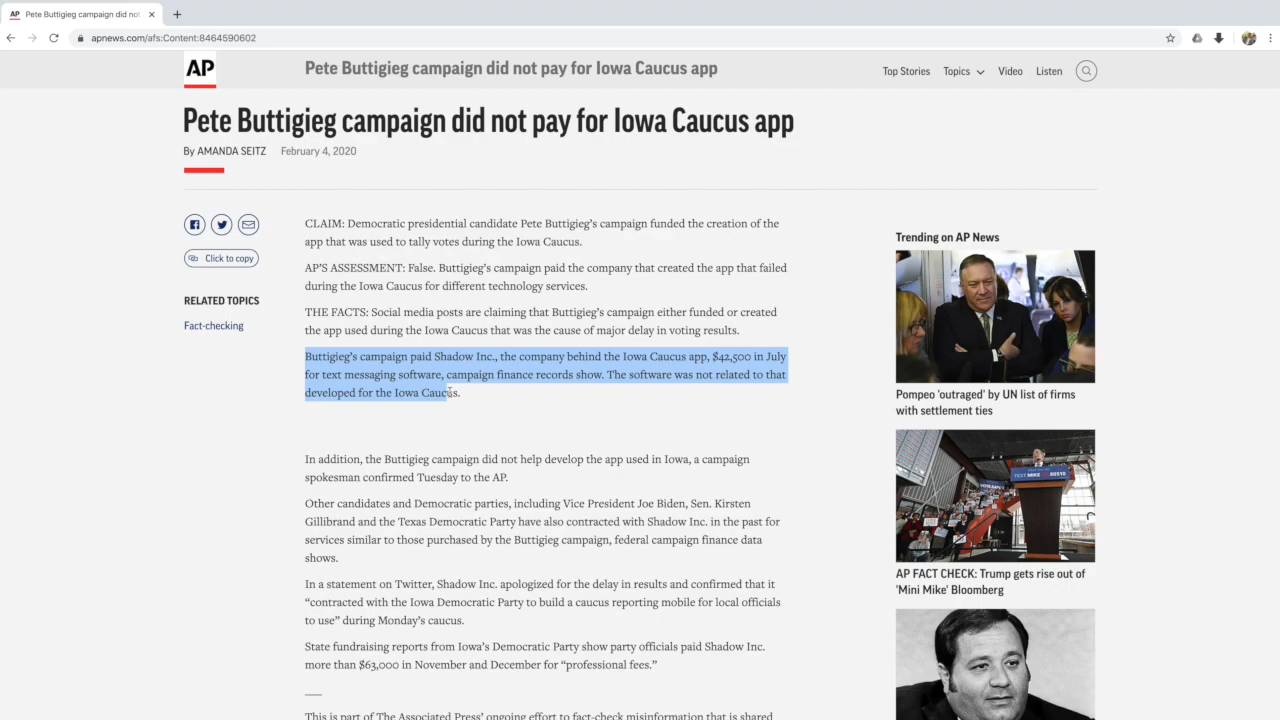 AP Pete Buttigieg campaign did not
apnews.com/afs:Content:8464590602
AP
Pete Buttigieg campaign did not pay for Iowa Caucus app
Top Stories Topics Video Listen
Pete Buttigieg campaign did not pay for Iowa Caucus app
By AMANDA SEITZ February 4, 2020
Click to copy
RELATED TOPICS
Fact-checking
CLAIM: Democratic presidential candidate Pete Buttigieg’s campaign funded the creation of the
app that was used to tally votes during the Iowa Caucus.
AP’S ASSESSMENT: False. Buttigieg’s campaign paid the company that created the app that failed
during the Iowa Caucus for different technology services.
THE FACTS: Social media posts are claiming that Buttigieg’s campaign either funded or created
the app used during the Iowa Caucus that was the cause of major delay in voting results.
Buttigieg’s campaign paid Shadow Inc., the company behind the Iowa Caucus app, $42,500 in July
for text messaging software, campaign finance records show. The software was not related to that
developed for the Iowa Caucus.
In addition, the Buttigieg campaign did not help develop the app used in Iowa, a campaign
spokesman confirmed Tuesday to the AP.
Other candidates and Democratic parties, including Vice President Joe Biden, Sen. Kirsten
Gillibrand and the Texas Democratic Party have also contracted with Shadow Inc. in the past for
services similar to those purchased by the Buttigieg campaign, federal campaign finance data
shows.
In a statement on Twitter, Shadow Inc. apologized for the delay in results and confirmed that it
“contracted with the Iowa Democratic Party to build a caucus reporting mobile for local officials
to use” during Monday’s caucus.
State fundraising reports from Iowa’s Democratic Party show party officials paid Shadow Inc.
more than $63,000 in November and December for “professional fees.”
This is part of The Associated Press’ ongoing effort to fact-check misinformation that is shared
Trending on AP News
Pompeo 'outraged' by UN list of firms
with settlement ties
TEXT MIKE
AP FACT CHECK: Trump gets rise out of
'Mini Mike' Bloomberg